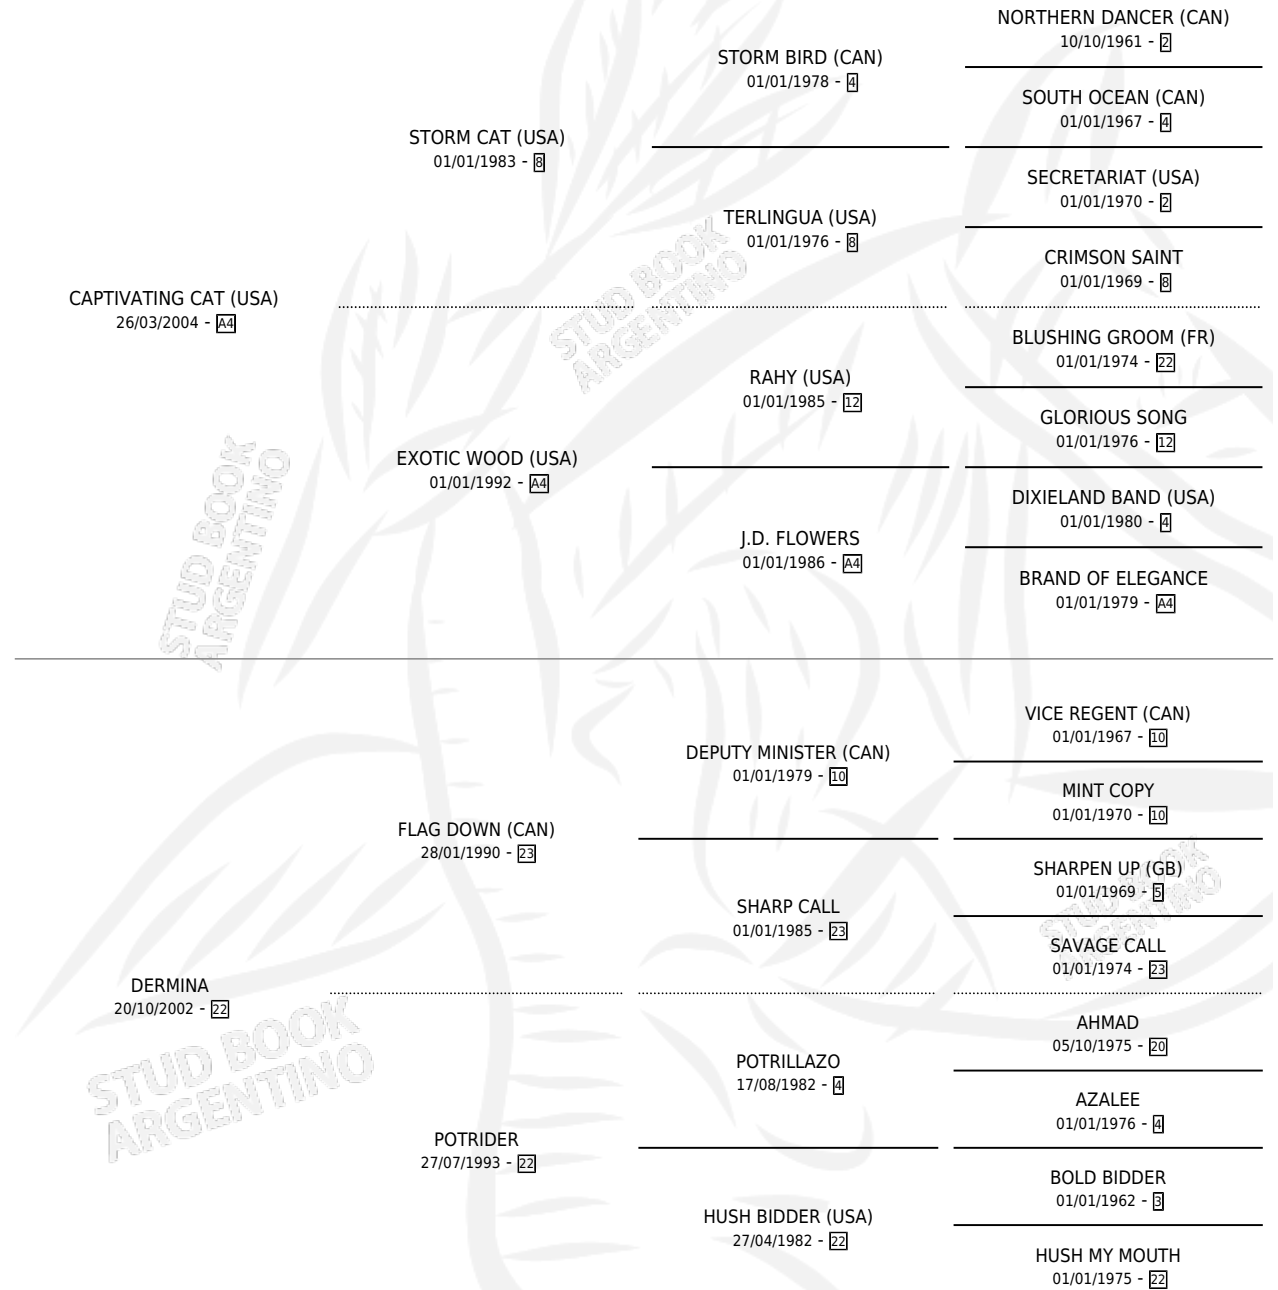 NORTHERN DANCER (CAN)
10/10/1961 - 2
STORM BIRD (CAN)
01/01/1978 - 4
SOUTH OCEAN (CAN)
01/01/1967 - 4
STORM CAT (USA)
01/01/1983 - 8
SECRETARIAT (USA)
01/01/1970 - 2
TERLINGUA (USA)
01/01/1976 - 8
CRIMSON SAINT
01/01/1969 - 8
CAPTIVATING CAT (USA)
26/03/2004 - A4
STUD BOOK
ARGENTINO
BLUSHING GROOM (FR)
01/01/1974 - 22
RAHY (USA)
01/01/1985 - 12
GLORIOUS SONG
01/01/1976 - 12
EXOTIC WOOD (USA)
01/01/1992 - A4
DIXIELAND BAND (USA)
01/01/1980 - 4
J.D. FLOWERS
01/01/1986 - A4
BRAND OF ELEGANCE
01/01/1979 - A4
STUD BOOK
ARGENTINO
VICE REGENT (CAN)
01/01/1967 - 10
DEPUTY MINISTER (CAN)
01/01/1979 - 10
MINT COPY
01/01/1970 - 10
FLAG DOWN (CAN)
28/01/1990 - 23
SHARPEN UP (GB)
01/01/1969 - 5
SHARP CALL
01/01/1985 - 23
STUD BOOK
ARGENTINO
SAVAGE CALL
01/01/1974 - 23
DERMINA
20/10/2002 - 22
STUD BOOK
ARGENTINO
AHMAD
05/10/1975 - 20
POTRILLAZO
17/08/1982 - 4
AZALEE
01/01/1976 - 4
POTRIDER
27/07/1993 - 22
BOLD BIDDER
01/01/1962 - 3
HUSH BIDDER (USA)
27/04/1982 - 22
HUSH MY MOUTH
01/01/1975 - 22